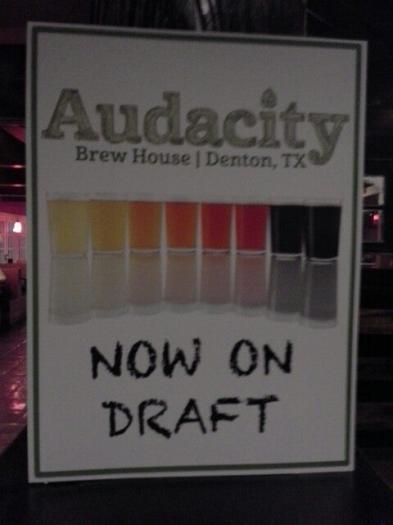 Audacity
Brew House | Denton, TX
NOW ON
DRAFT